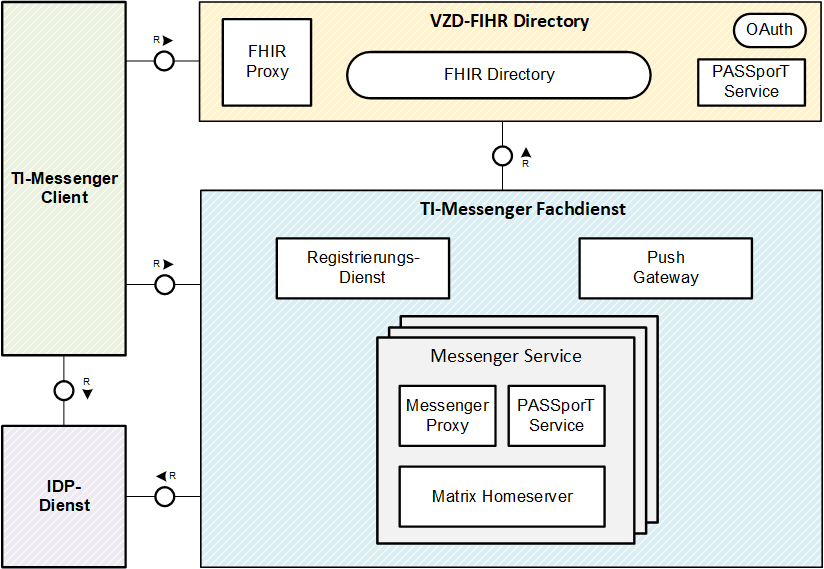 VZD-FIHR Directory
OAuth
FHIR
Proxy
FHIR Directory
PASSporT
Service
R
TI-Messenger
Client
R
TI-Messenger Fachdienst
Registrierungs-
Dienst
Push
Gateway
R
Messenger Service
Messenger
Proxy
PASSporT
Service
Matrix Homeserver
R
IDP-
Dienst
R